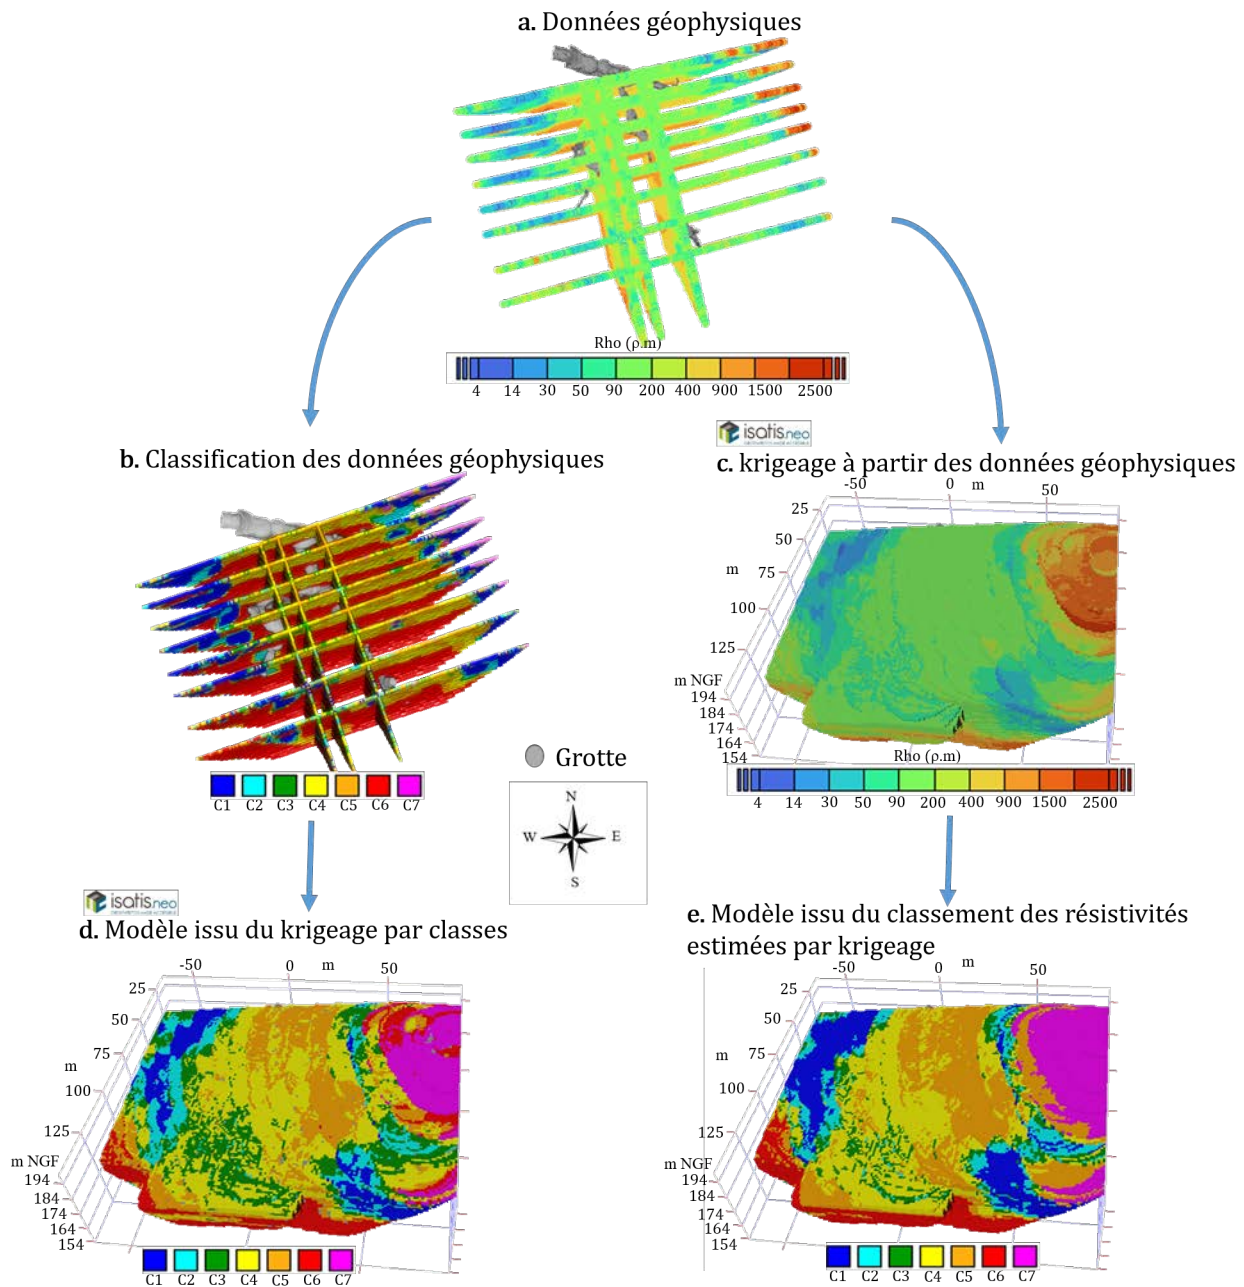 a. Données géophysiques
Rho (ρ.m)
4 14 30 50 90 200 400 900 1500 2500
b. Classification des données géophysiques
C1 C2 C3 C4 C5 C6 C7
isatis.neo
c. krigeage à partir des données géophysiques
-50 0 m 50
25
50
m 75
100
125
m NGF
194
184
174
164
154
Rho (ρ.m)
4 14 30 50 90 200 400 900 1500 2500
Grotte
N
W E
S
isatis.neo
d. Modèle issu du krigeage par classes
-50 0 m 50
25
50
75
m
100
125
m NGF
194
184
174
164
154
C1 C2 C3 C4 C5 C6 C7
e. Modèle issu du classement des résistivités
estimées par krigeage
-50 0 m 50
25
50
m 75
100
125
m NGF
194
184
174
164
154
C1 C2 C3 C4 C5 C6 C7